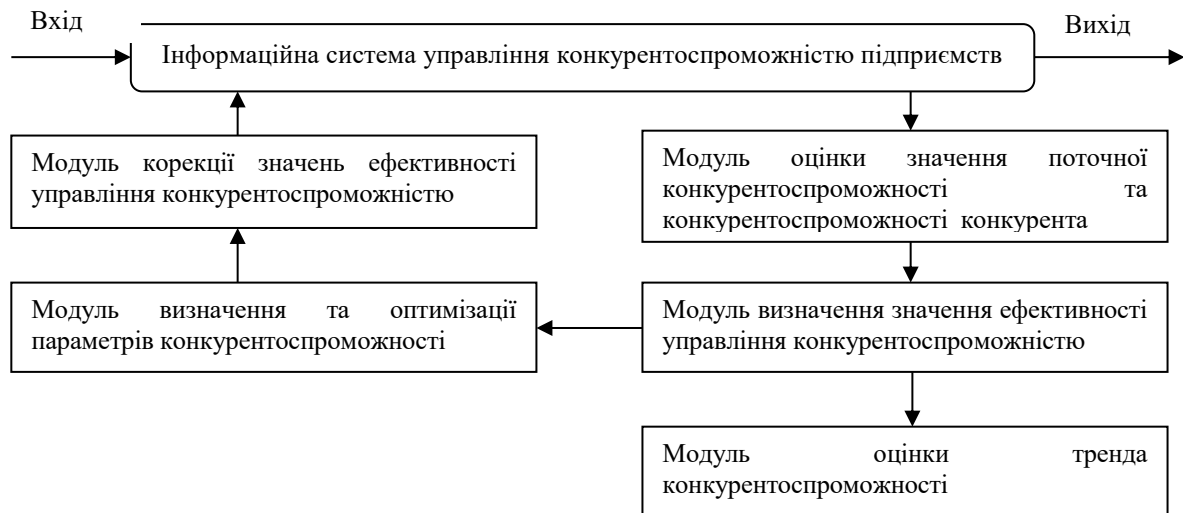 Вхід
Вихід
Інформаційна система управління конкурентоспроможністю підприємств
Модуль корекції значень ефективності
управління конкурентоспроможністю
Модуль оцінки значення поточної
конкурентоспроможності та
конкурентоспроможності конкурента
Модуль визначення та оптимізації
параметрів конкурентоспроможності
Модуль визначення значення ефективності
управління конкурентоспроможністю
Модуль оцінки тренда
конкурентоспроможності